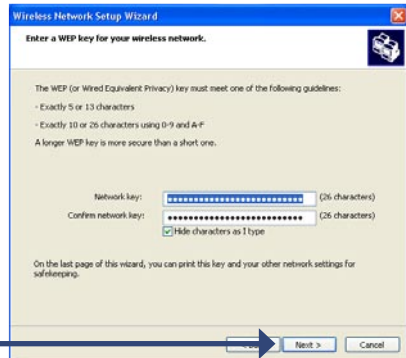 Wireless Network Setup Wizard
Enter a WEP key for your wireless network.
The WEP (or Wired Equivalent Privacy) key must meet one of the following guidelines:
- Exactly 5 or 13 characters
- Exactly 10 or 26 characters using 0-9 and A-F
A longer WEP key is more secure than a short one.
Network key: •••••••••••••••••••••••••• (26 characters)
Confirm network key: •••••••••••••••••••••••••• (26 characters)
Hide characters as I type
On the last page of this wizard, you can print this key and your other network settings for
safekeeping.
Next > Cancel